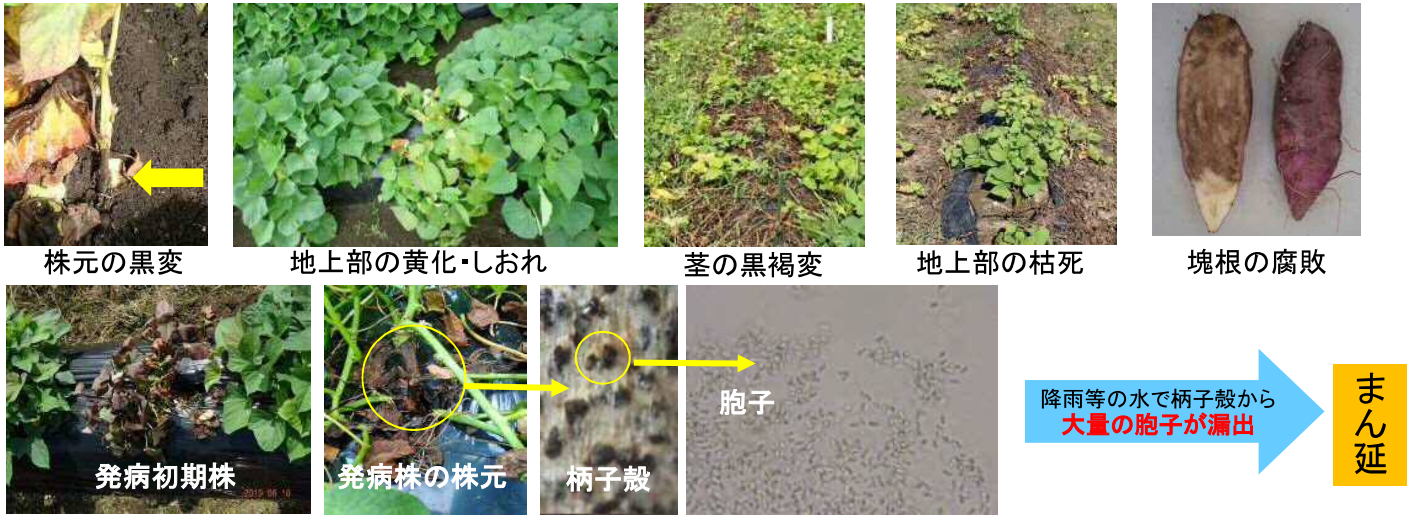 株元の黒変
地上部の黄化・しおれ
茎の黒褐変
地上部の枯死
塊根の腐敗
発病初期株
2019 06 18
発病株の株元
柄子殻
胞子
降雨等の水で柄子殻から
大量の胞子が漏出
まん延